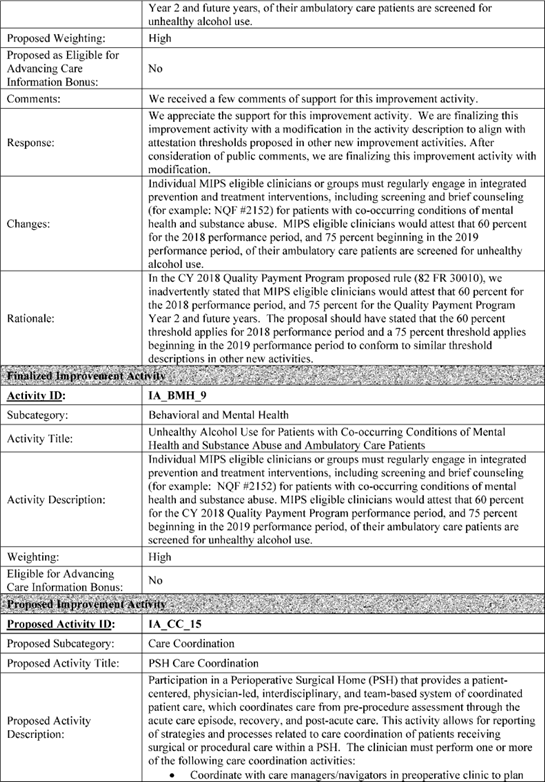 Year 2 and future years, of their ambulatory care patients are screened for
unhealthy alcohol use.
Proposed Weighting: High
Proposed as Eligible for
Advancing Care
Information Bonus:
No
Comments: We received a few comments of support for this improvement activity.
Response:
We appreciate the support for this improvement activity. We are finalizing this
improvement activity with a modification in the activity description to align with
attestation thresholds proposed in other new improvement activities. After
consideration of public comments, we are finalizing this improvement activity with
modification.
Changes:
Individual MIPS eligible clinicians or groups must regularly engage in integrated
prevention and treatment interventions, including screening and brief counseling
(for example: NQF #2152) for patients with co-occurring conditions of mental
health and substance abuse. MIPS eligible clinicians would attest that 60 percent
for the 2018 performance period, and 75 percent beginning in the 2019
performance period, of their ambulatory care patients are screened for unhealthy
alcohol use.
Rationale:
In the CY 2018 Quality Payment Program proposed rule (82 FR 30010), we
inadvertently stated that MIPS eligible clinicians would attest that 60 percent for
the 2018 performance period, and 75 percent for the Quality Payment Program
Year 2 and future years. The proposal should have stated that the 60 percent
threshold applies for 2018 performance period and a 75 percent threshold applies
beginning in the 2019 performance period to conform to similar threshold
descriptions in other new activities.
Finalized Improvement Activity
Activity ID: IA_BMH_9
Subcategory: Behavioral and Mental Health
Activity Title:
Unhealthy Alcohol Use for Patients with Co-occurring Conditions of Mental
Health and Substance Abuse and Ambulatory Care Patients
Activity Description:
Individual MIPS eligible clinicians or groups must regularly engage in integrated
prevention and treatment interventions, including screening and brief counseling
(for example: NQF #2152) for patients with co-occurring conditions of mental
health and substance abuse. MIPS eligible clinicians would attest that 60 percent
for the CY 2018 Quality Payment Program performance period, and 75 percent
beginning in the 2019 performance period, of their ambulatory care patients are
screened for unhealthy alcohol use.
Weighting: High
Eligible for Advancing
Care Information Bonus:
No
Proposed Improvement Activity
Proposed Activity ID: IA_CC_15
Proposed Subcategory: Care Coordination
Proposed Activity Title: PSH Care Coordination
Proposed Activity
Description:
Participation in a Perioperative Surgical Home (PSH) that provides a patient-
centered, physician-led, interdisciplinary, and team-based system of coordinated
patient care, which coordinates care from pre-procedure assessment through the
acute care episode, recovery, and post-acute care. This activity allows for reporting
of strategies and processes related to care coordination of patients receiving
surgical or procedural care within a PSH. The clinician must perform one or more
of the following care coordination activities:
• Coordinate with care managers/navigators in preoperative clinic to plan